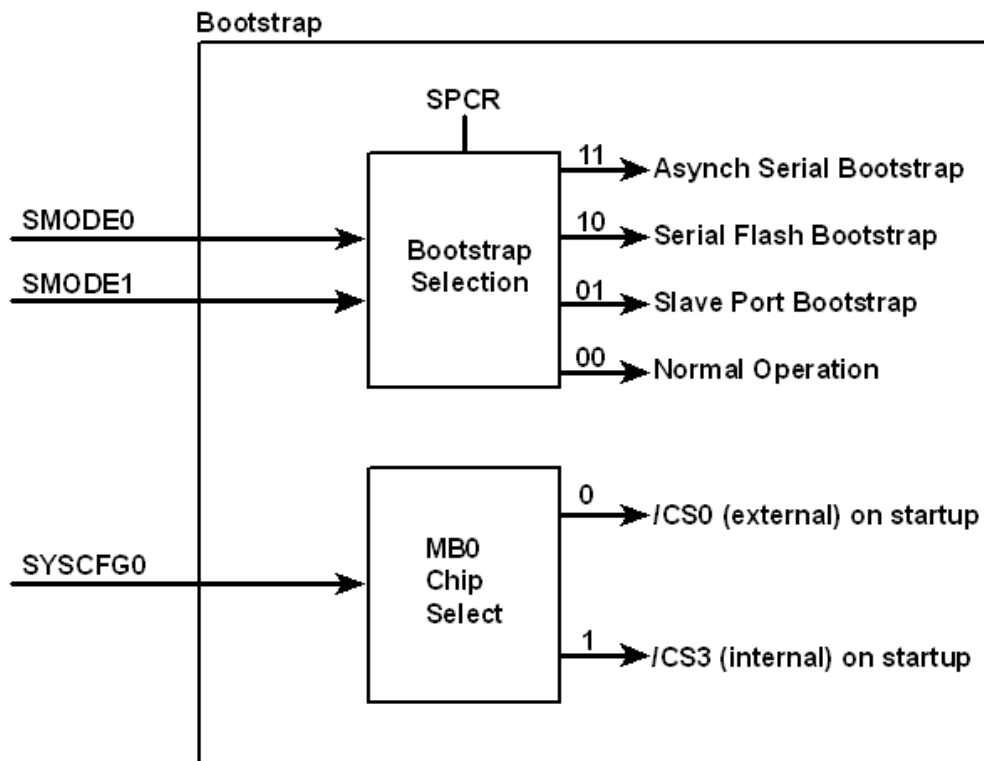 Bootstrap
SPCR
11
Asynch Serial Bootstrap
SMODE0
10
Serial Flash Bootstrap
Bootstrap
Selection
SMODE1
01
Slave Port Bootstrap
00
Normal Operation
0
/CS0 (external) on startup
MB0
Chip
Select
SYSCFG0
1
/CS3 (internal) on startup